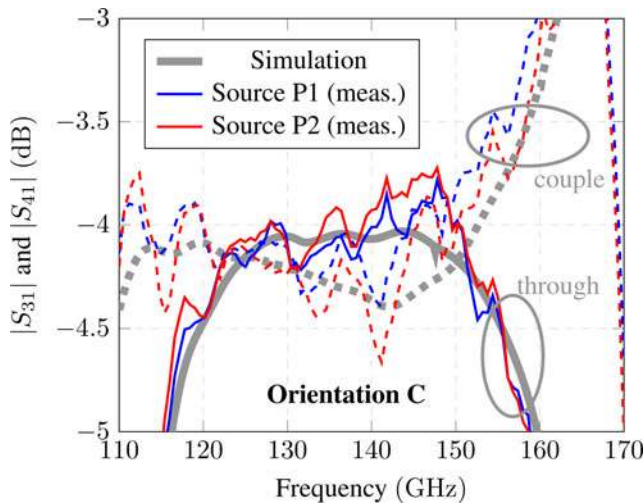 |S31| and |S41| (dB)
−3
−3.5
−4
−4.5
−5
Simulation
Source P1 (meas.)
Source P2 (meas.)
couple
through
Orientation C
110 120 130 140 150 160 170
Frequency (GHz)